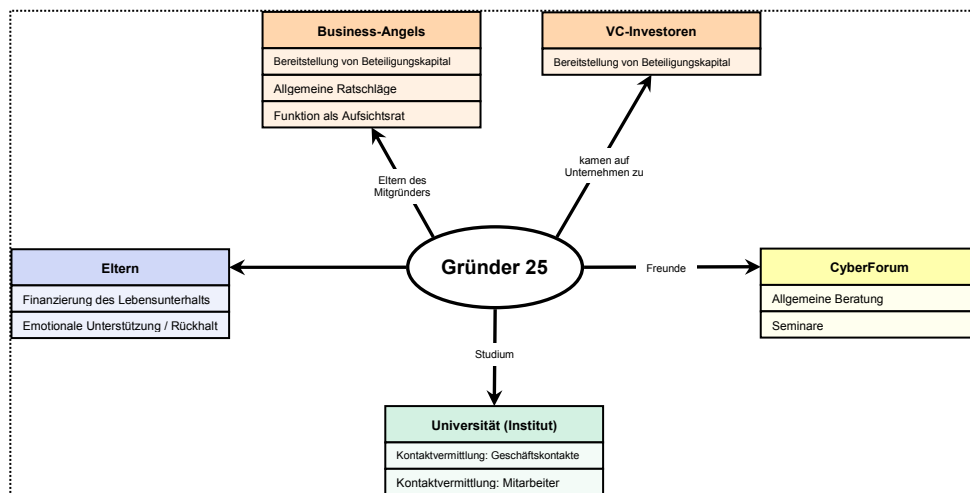 Business-Angels
Bereitstellung von Beteiligungskapital
Allgemeine Ratschläge
Funktion als Aufsichtsrat
VC-Investoren
Bereitstellung von Beteiligungskapital
Eltern des
Mitgründers
kamen auf
Unternehmen zu
Eltern
Finanzierung des Lebensunterhalts
Emotionale Unterstützung / Rückhalt
Gründer 25
Freunde
CyberForum
Allgemeine Beratung
Seminare
Studium
Universität (Institut)
Kontaktvermittlung: Geschäftskontakte
Kontaktvermittlung: Mitarbeiter